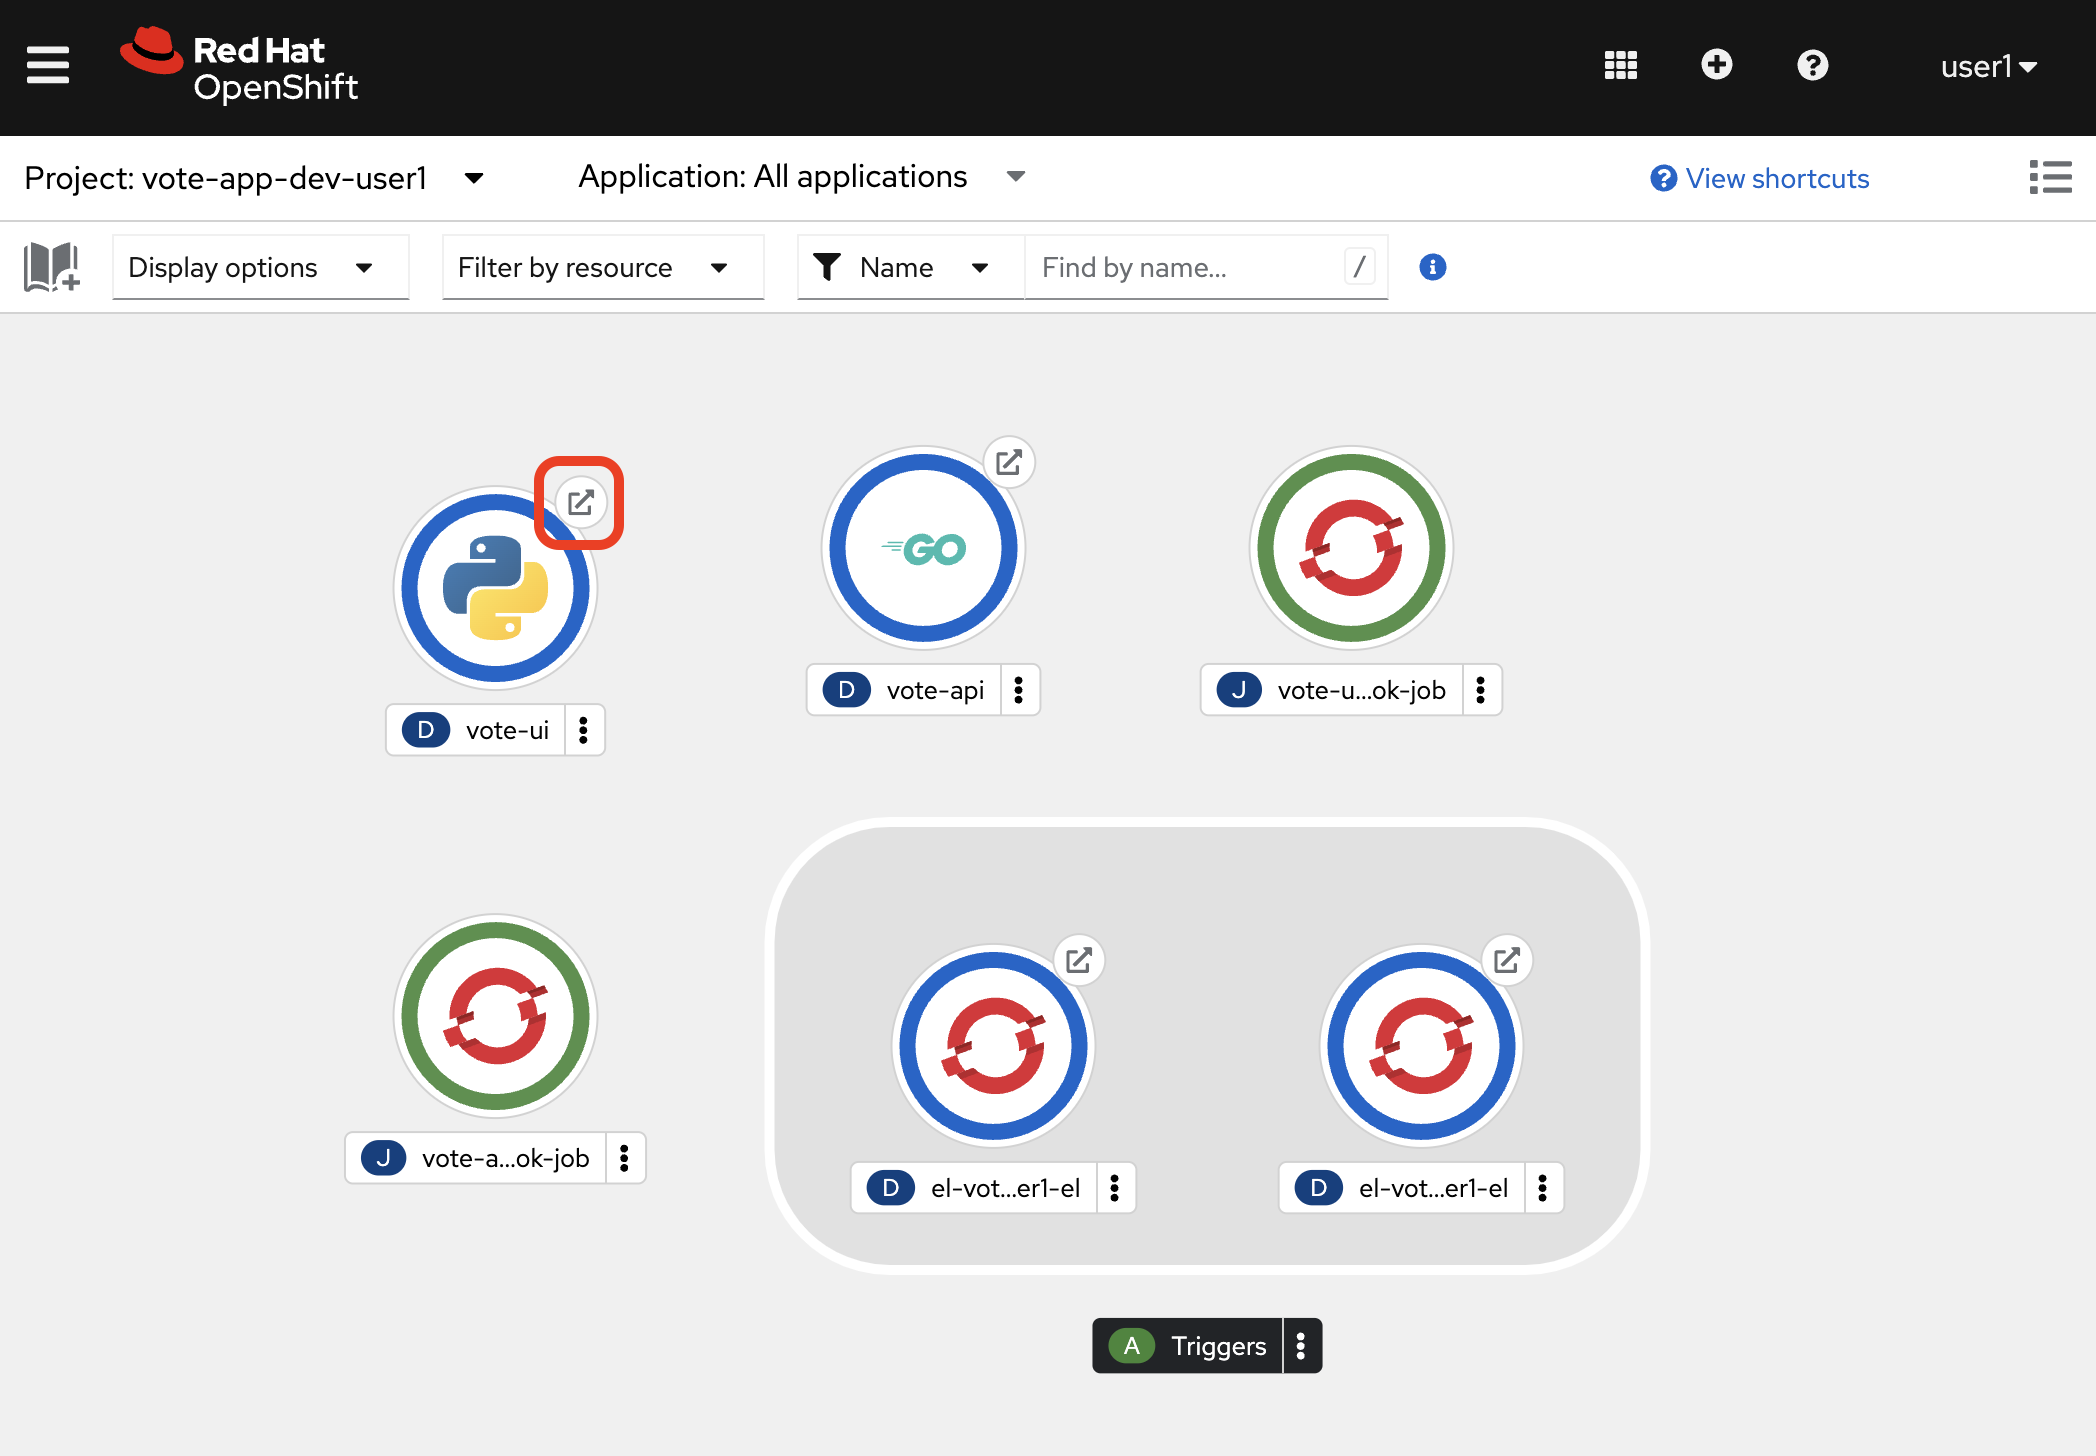 Red Hat
OpenShift
user1
Project: vote-app-dev-user1
Application: All applications
View shortcuts
Display options
Filter by resource
Name
Find by name...
/
GO
D vote-ui
D vote-api
J vote-u...ok-job
J vote-a...ok-job
D el-vot...er1-el
D el-vot...er1-el
A Triggers